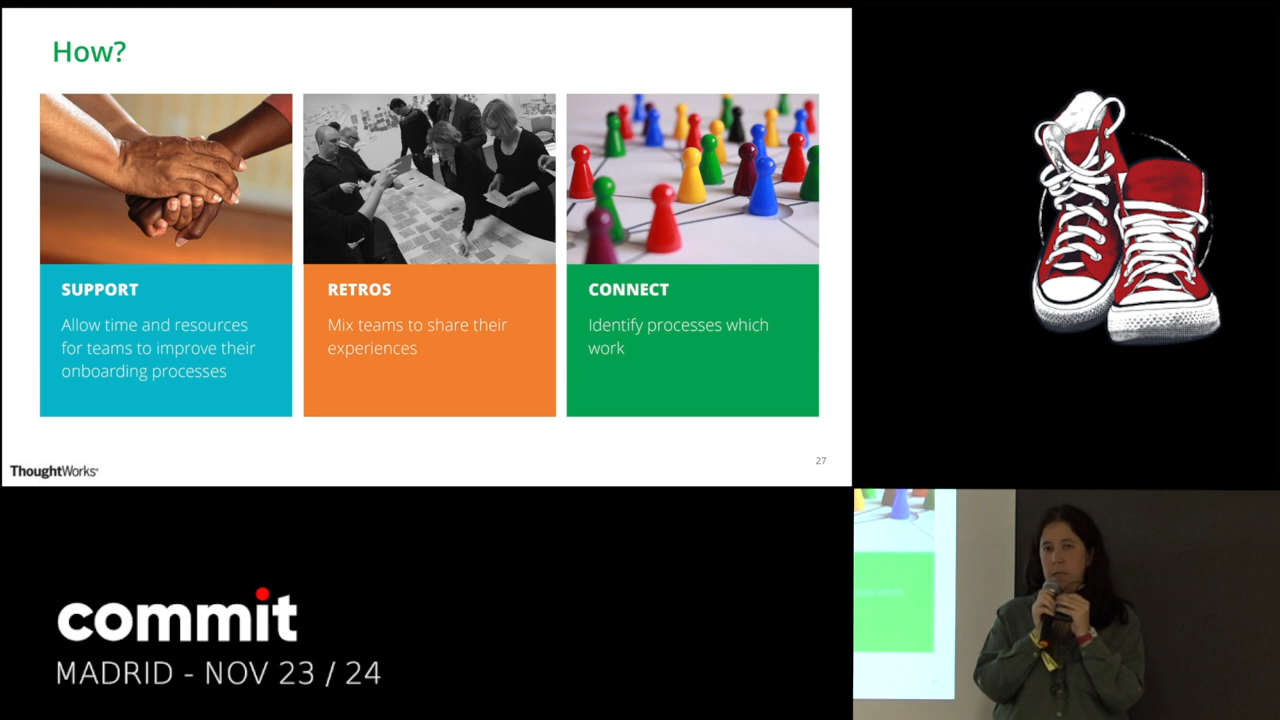 How?
SUPPORT
Allow time and resources
for teams to improve their
onboarding processes
RETROS
Mix teams to share their
experiences
CONNECT
Identify processes which
work
27
ThoughtWorks®
commit
MADRID - NOV 23 / 24